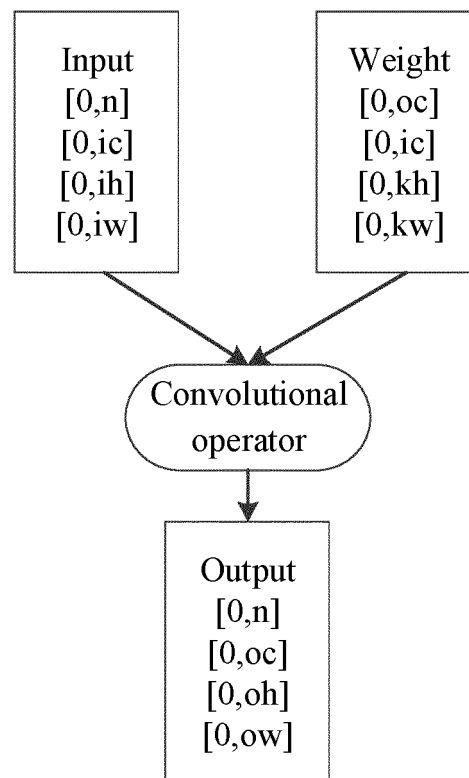 Input
[0,n]
[0,ic]
[0,ih]
[0,iw]
Weight
[0,oc]
[0,ic]
[0,kh]
[0,kw]
Convolutional
operator
Output
[0,n]
[0,oc]
[0,oh]
[0,ow]